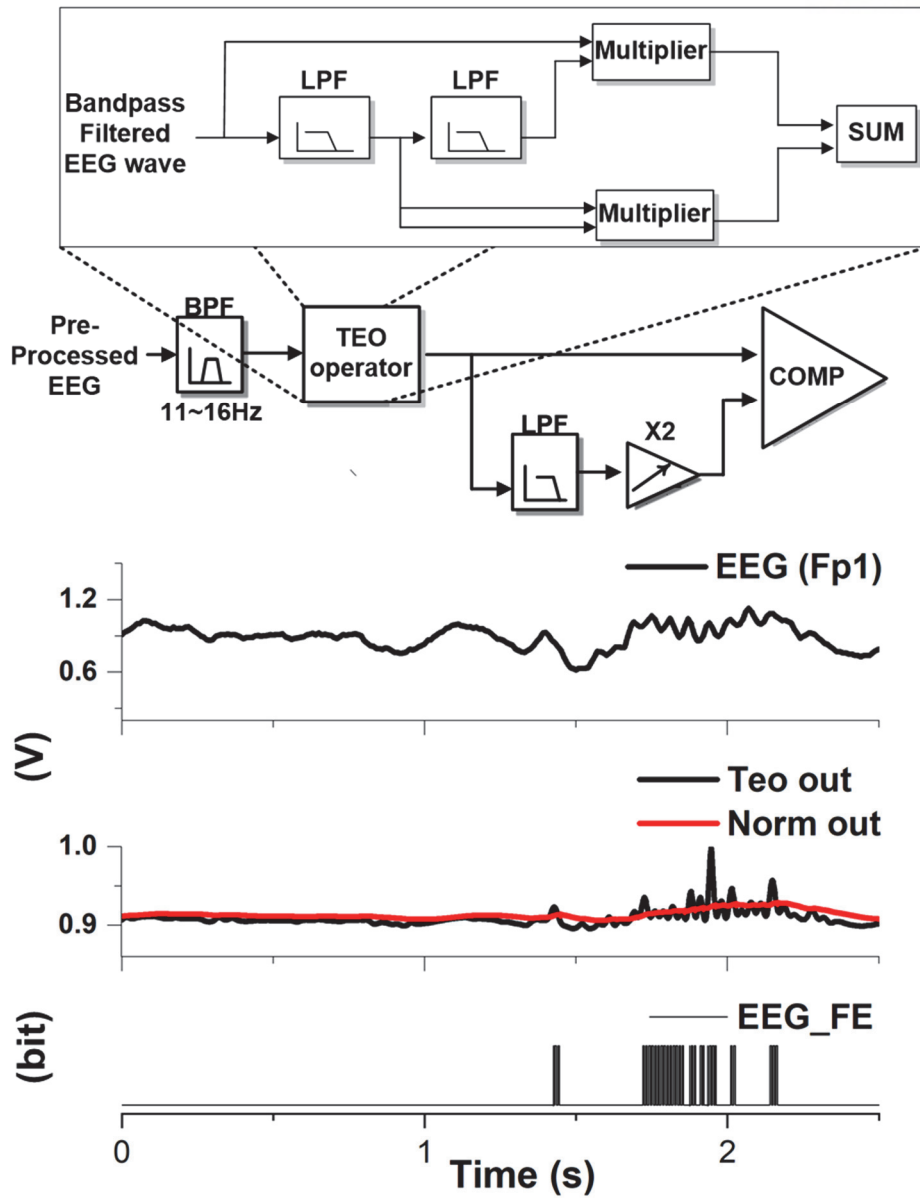 LPF
LPF
Multiplier
Bandpass
Filtered
EEG wave
SUM
Multiplier
BPF
Pre-
Processed
EEG
TEO
operator
COMP
11~16Hz
LPF
X2
EEG (Fp1)
1.2
0.6
(V)
Teo out
Norm out
1.0
0.9
(bit)
EEG_FE
0
1
2
Time (s)